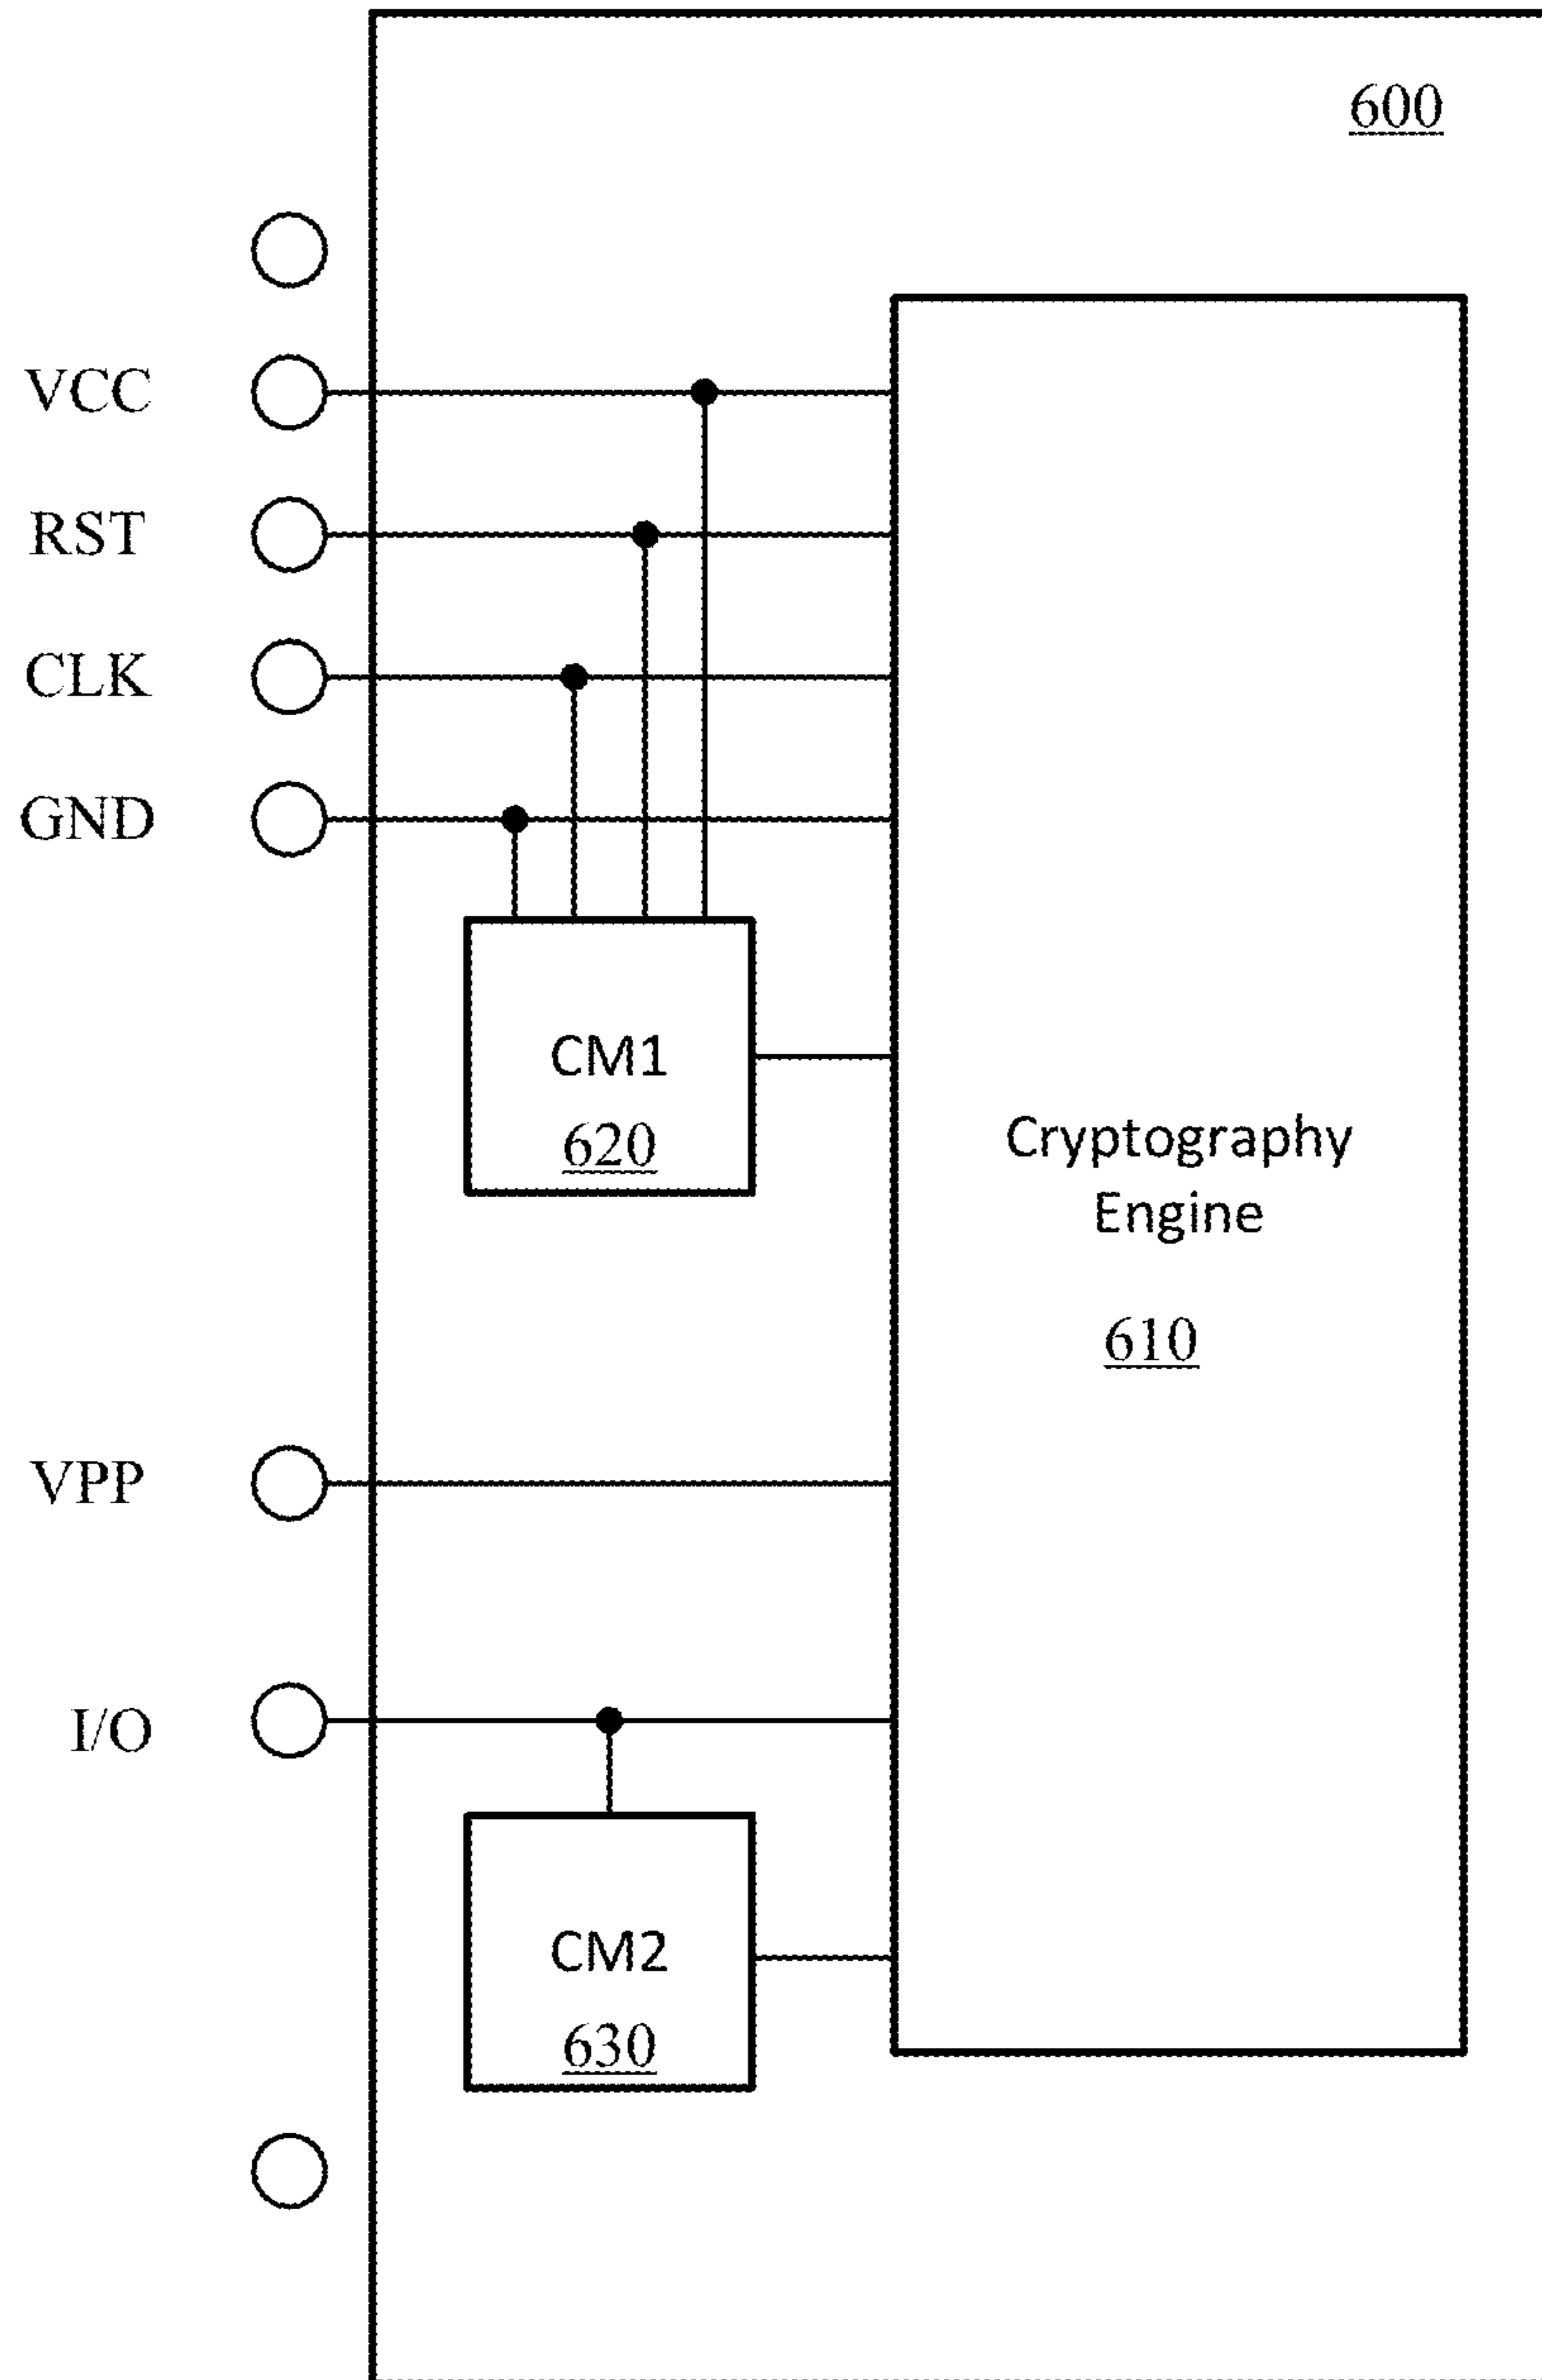 600
VCC
RST
CLK
GND
CM1
620
Cryptography
Engine
610
VPP
I/O
CM2
630